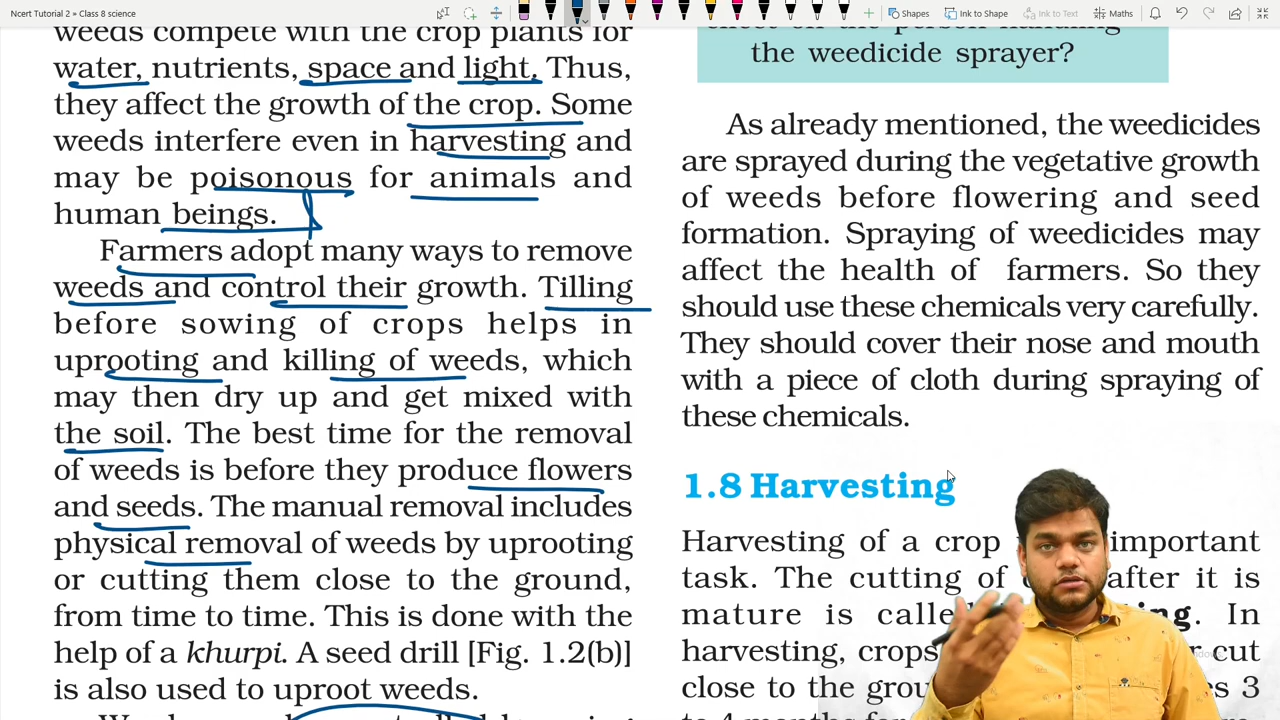 Ncert Tutorial 2 » Class 8 science
Shapes
Ink to Shape
Ink to Text
Maths
weeds compete with the crop plants for
water, nutrients, space and light. Thus,
they affect the growth of the crop. Some
weeds interfere even in harvesting and
may be poisonous for animals and
human beings.
Farmers adopt many ways to remove
weeds and control their growth. Tilling
before sowing of crops helps in
uprooting and killing of weeds, which
may then dry up and get mixed with
the soil. The best time for the removal
of weeds is before they produce flowers
and seeds. The manual removal includes
physical removal of weeds by uprooting
or cutting them close to the ground,
from time to time. This is done with the
help of a khurpi. A seed drill [Fig. 1.2(b)]
is also used to uproot weeds.
the weedicide sprayer?
As already mentioned, the weedicides
are sprayed during the vegetative growth
of weeds before flowering and seed
formation. Spraying of weedicides may
affect the health of farmers. So they
should use these chemicals very carefully.
They should cover their nose and mouth
with a piece of cloth during spraying of
these chemicals.
1.8 Harvesting
Harvesting of a crop important
task. The cutting of after it is
mature is In
harvesting, crops cut
close to the 3